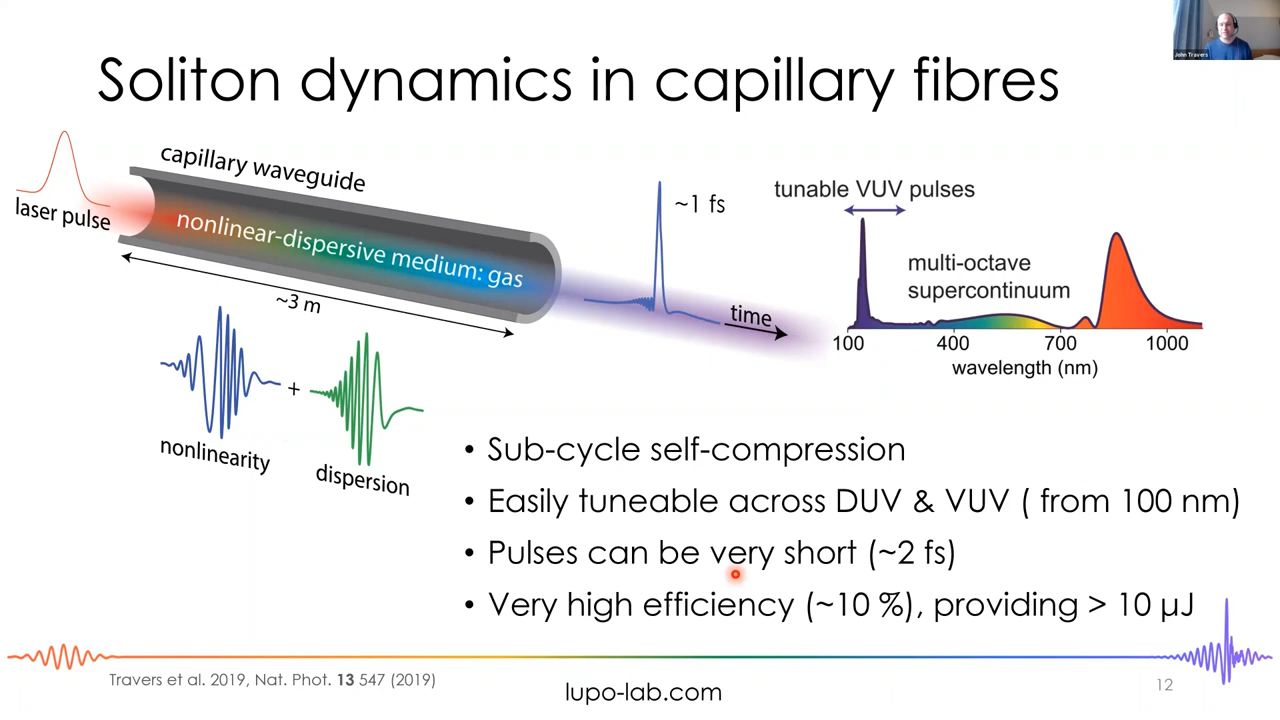 John Travers
Soliton dynamics in capillary fibres
laser pulse
capillary waveguide
nonlinear-dispersive medium: gas
~3 m
nonlinearity
+
dispersion
~1 fs
time
tunable VUV pulses
multi-octave
supercontinuum
100 400 700 1000
wavelength (nm)
• Sub-cycle self-compression
• Easily tuneable across DUV & VUV ( from 100 nm)
• Pulses can be very short (~2 fs)
• Very high efficiency (~10 %), providing > 10 µJ
Travers et al. 2019, Nat. Phot. 13 547 (2019)
lupo-lab.com
12